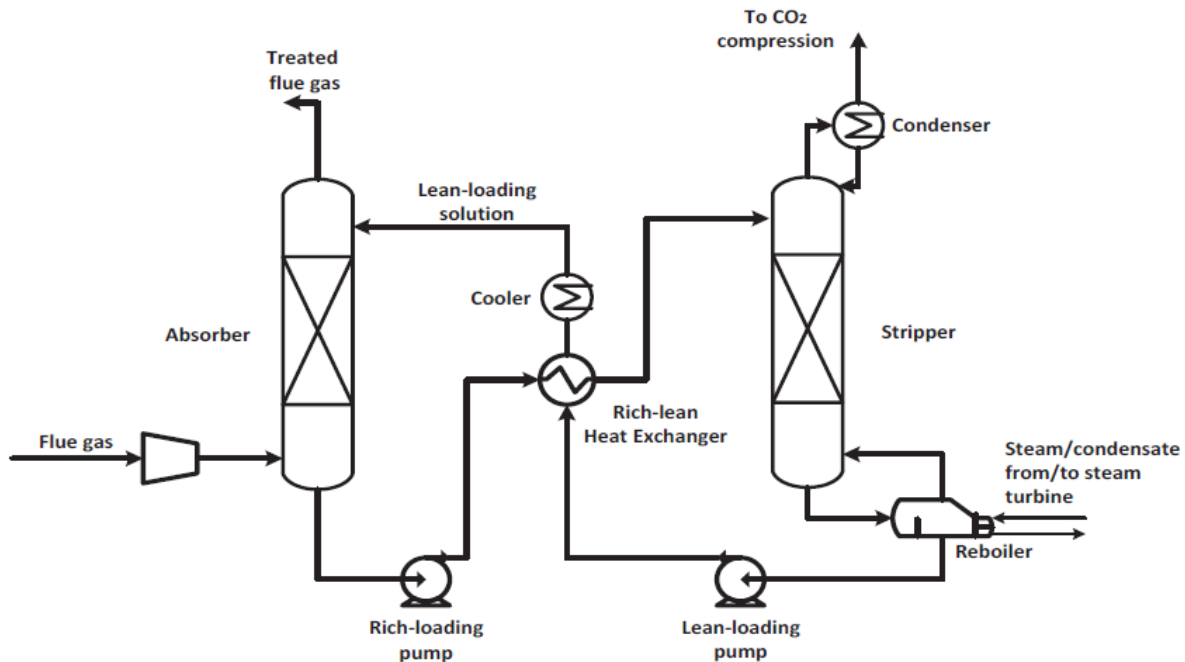 To CO₂
compression
Treated
flue gas
Condenser
Lean-loading
solution
Cooler
Absorber
Stripper
Rich-lean
Heat Exchanger
Flue gas
Steam/condensate
from/to steam
turbine
Reboiler
Rich-loading
pump
Lean-loading
pump